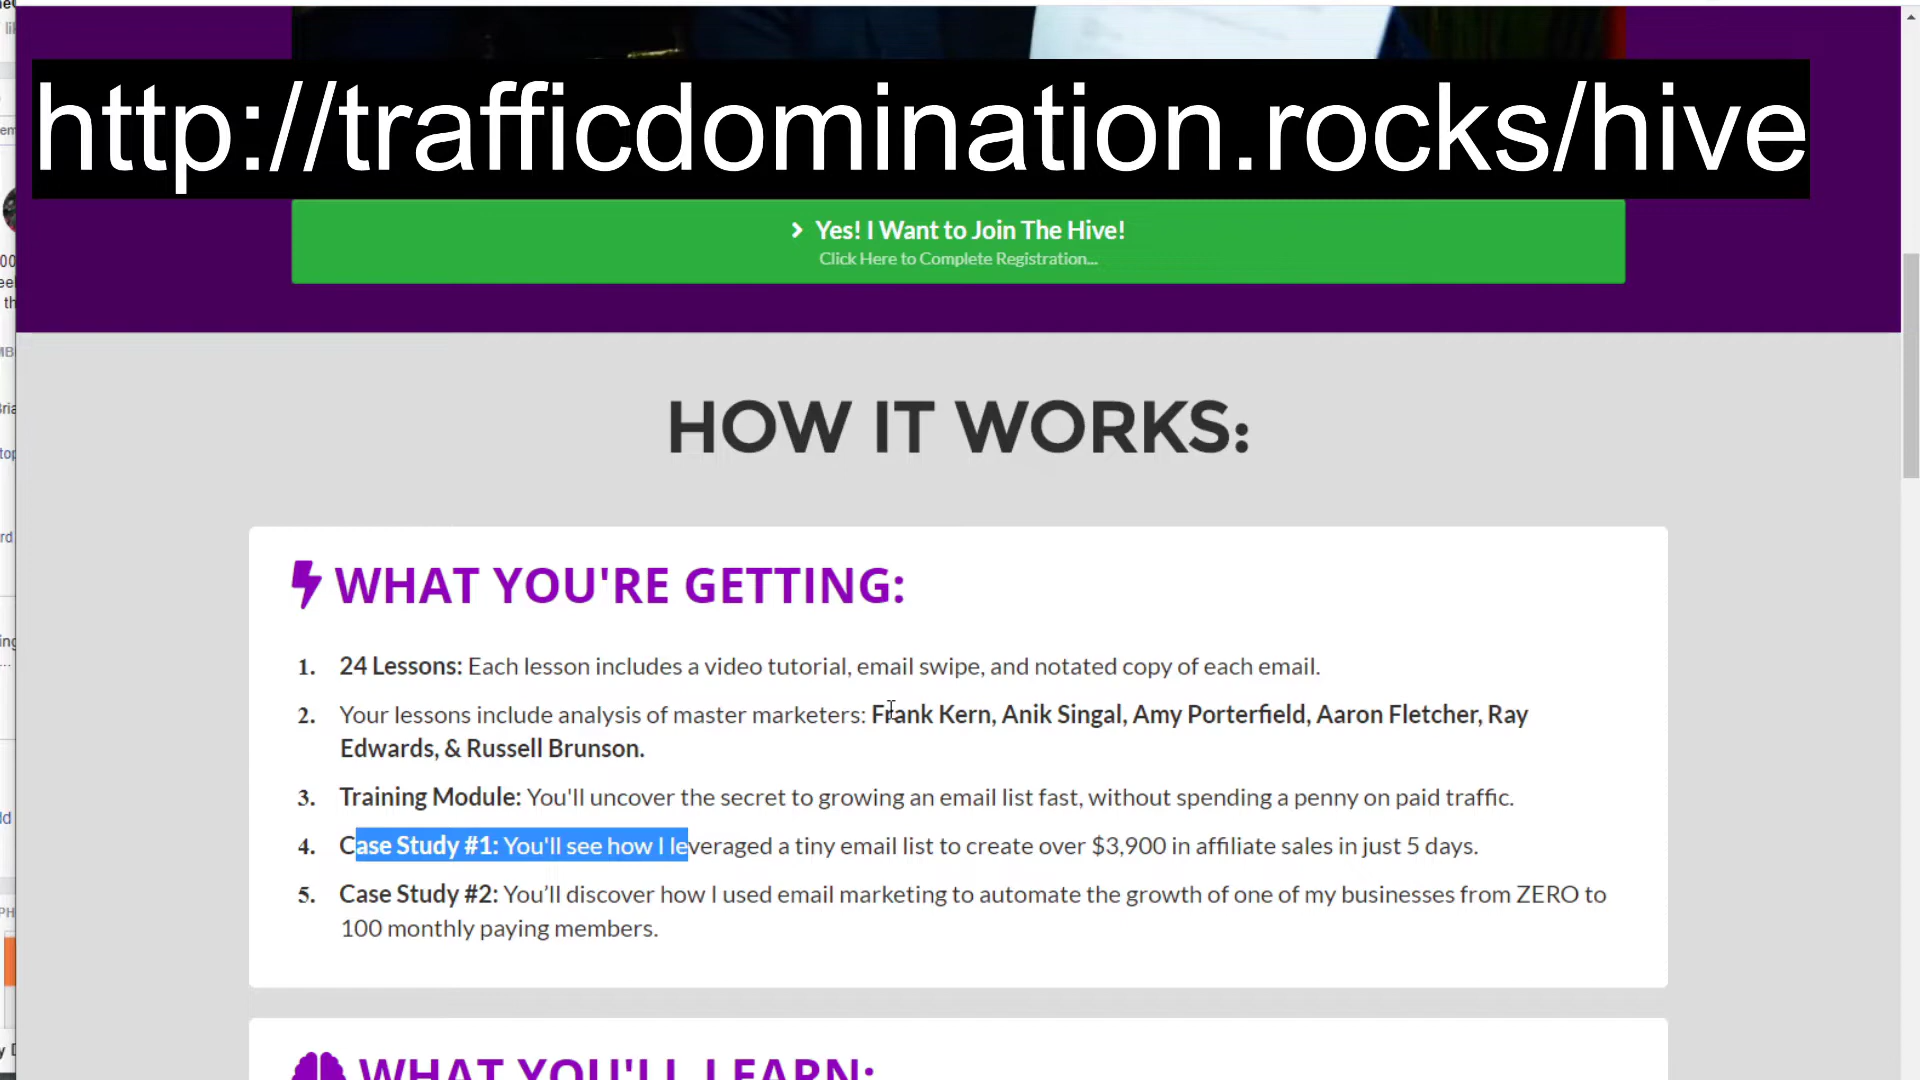 http://trafficdomination.rocks/hive
Yes! I Want to Join The Hive!
Click Here to Complete Registration...
HOW IT WORKS:
WHAT YOU'RE GETTING:
1. 24 Lessons: Each lesson includes a video tutorial, email swipe, and notated copy of each email.
2. Your lessons include analysis of master marketers: Frank Kern, Anik Singal, Amy Porterfield, Aaron Fletcher, Ray
Edwards, & Russell Brunson.
3. Training Module: You'll uncover the secret to growing an email list fast, without spending a penny on paid traffic.
4. Case Study #1: You'll see how I leveraged a tiny email list to create over $3,900 in affiliate sales in just 5 days.
5. Case Study #2: You’ll discover how I used email marketing to automate the growth of one of my businesses from ZERO to
100 monthly paying members.
WHAT YOU'LL LEARN: